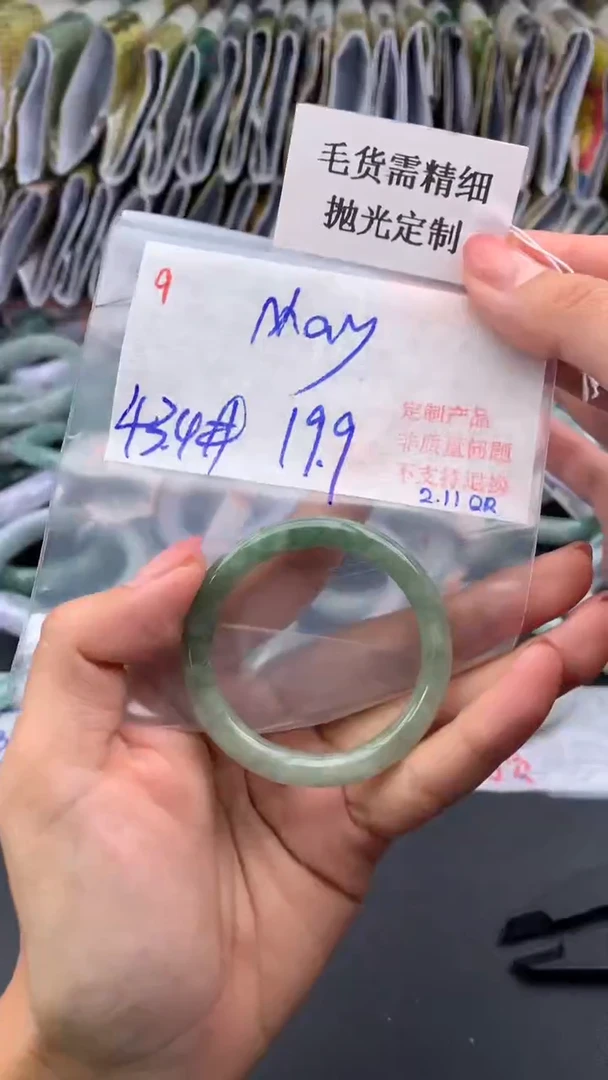 毛货需精细
抛光定制
9
May
43.4 19.9
定制产品
非质量问题
不支持退换
2.11 QR